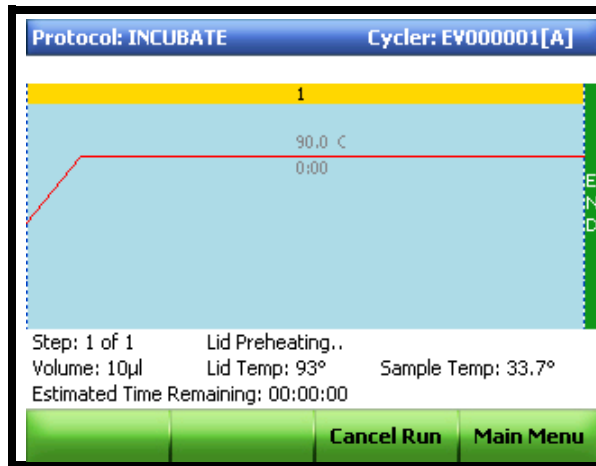 Protocol: INCUBATE Cycler: EV000001[A]
1
90.0 C
0:00
END
Step: 1 of 1 Lid Preheating..
Volume: 10µl Lid Temp: 93° Sample Temp: 33.7°
Estimated Time Remaining: 00:00:00
Cancel Run Main Menu